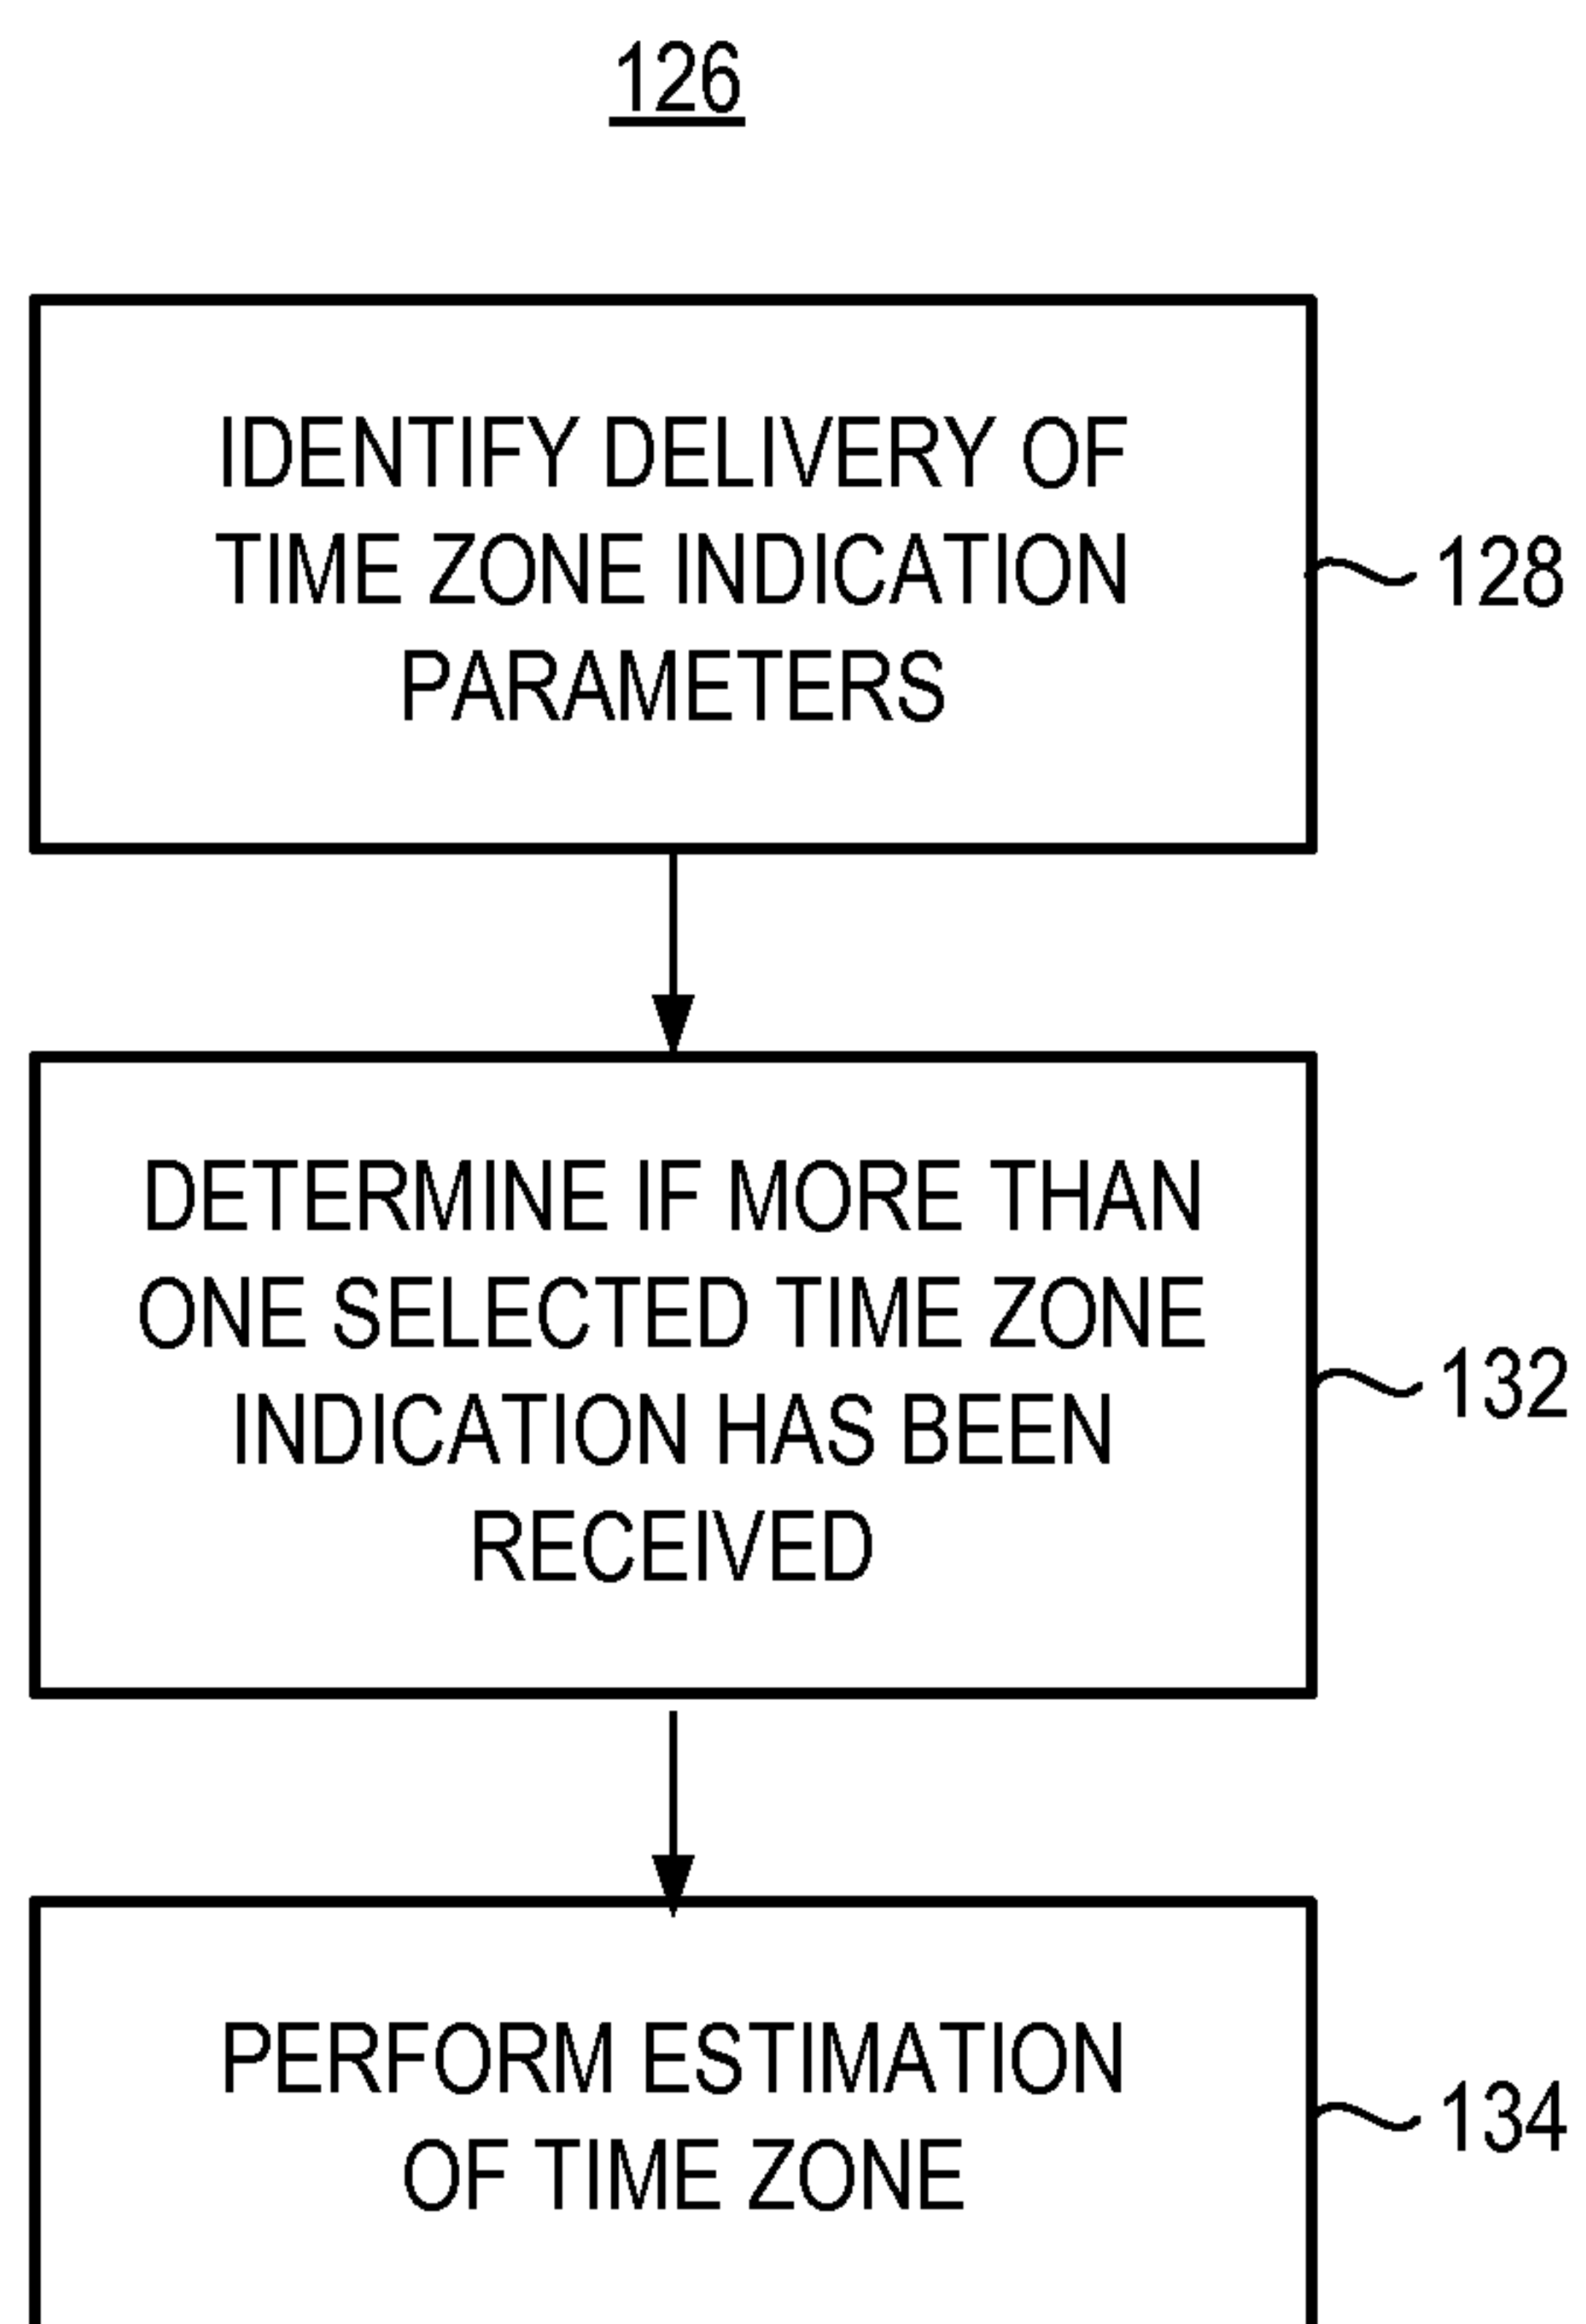 126
IDENTIFY DELIVERY OF
TIME ZONE INDICATION
PARAMETERS
128
DETERMINE IF MORE THAN
ONE SELECTED TIME ZONE
INDICATION HAS BEEN
RECEIVED
132
PERFORM ESTIMATION
OF TIME ZONE
134